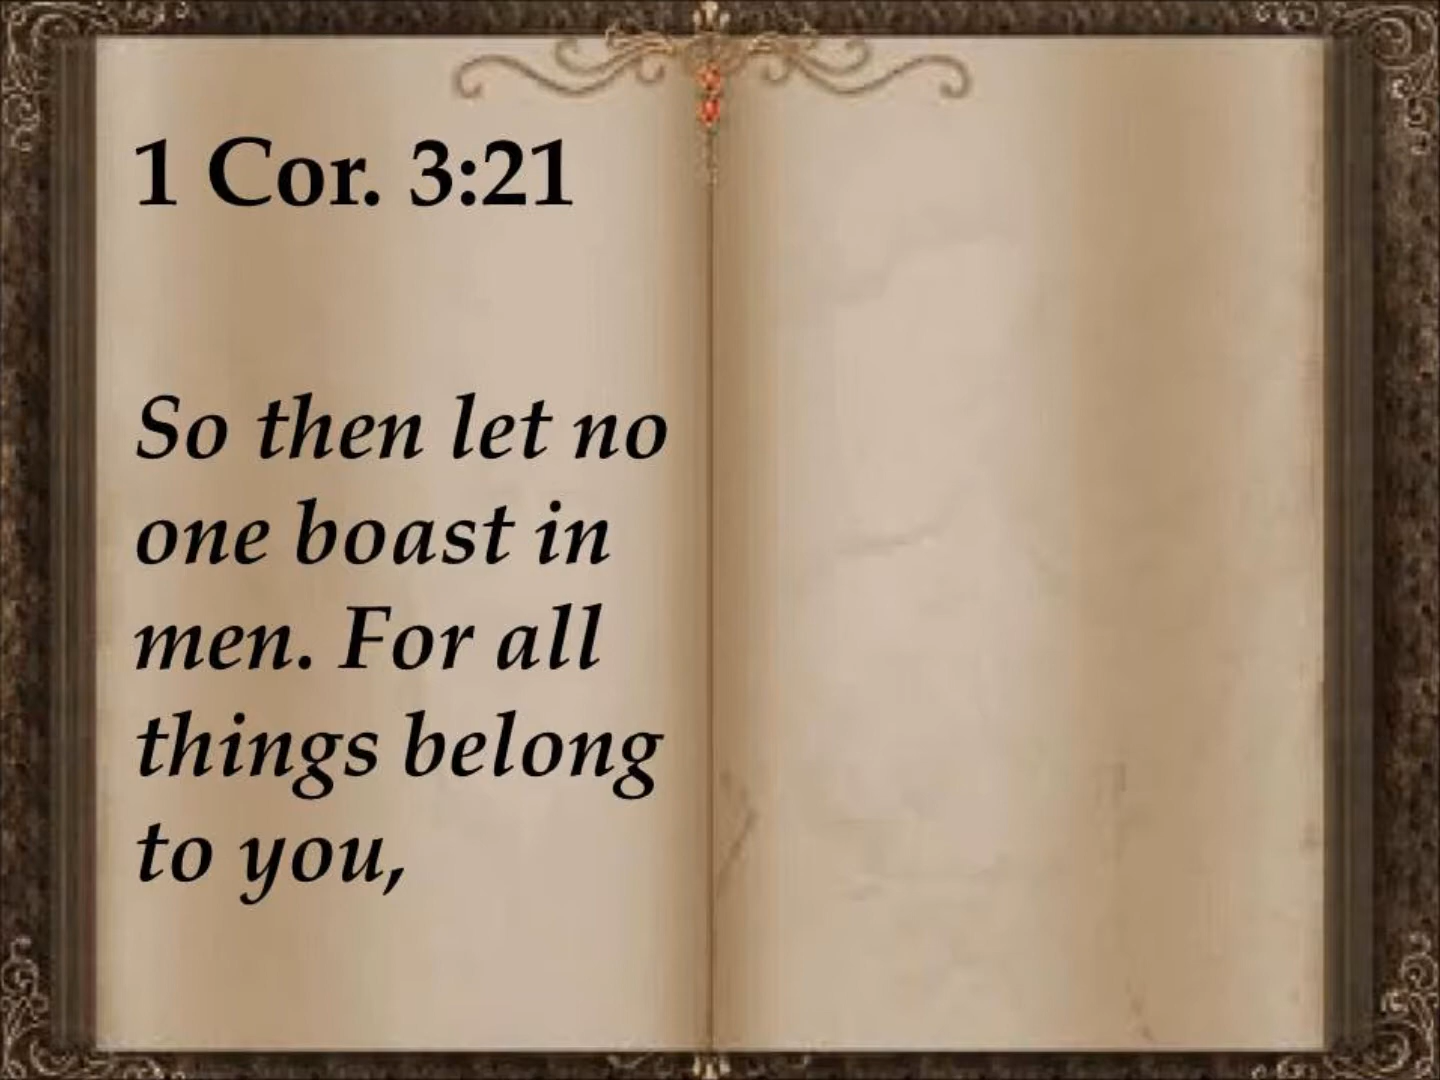 1 Cor. 3:21
So then let no
one boast in
men. For all
things belong
to you,